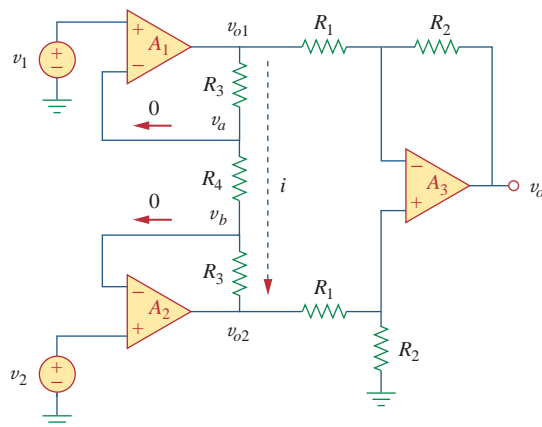 v1
+
−
+
−
A1
vo1
R1
R2
R3
0
va
−
+
A3
vo
R4
i
0
vb
R3
R1
−
+
A2
vo2
R2
v2
+
−